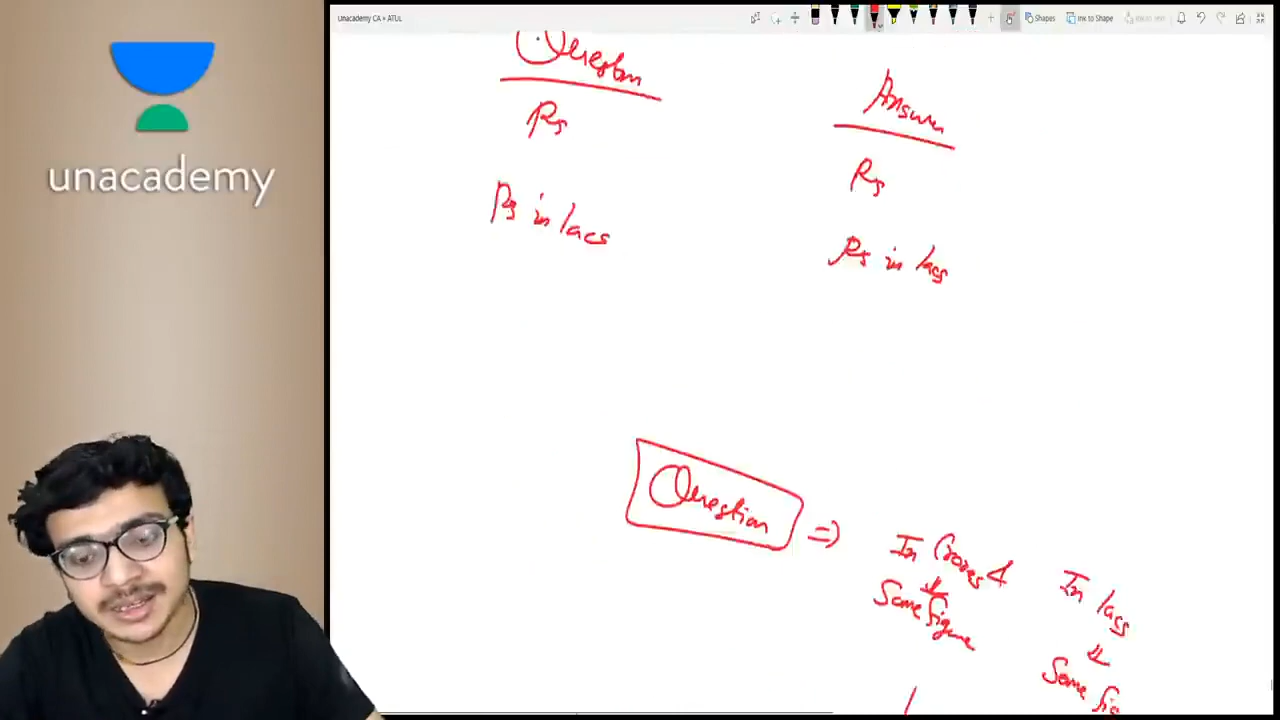 unacademy CA × ATUL
Shapes
Ink to Shape
unacademy
Question
Rs
Rs in lacs
Answer
Rs
Rs in lacs
Question => In Crores & In lacs
Same figure